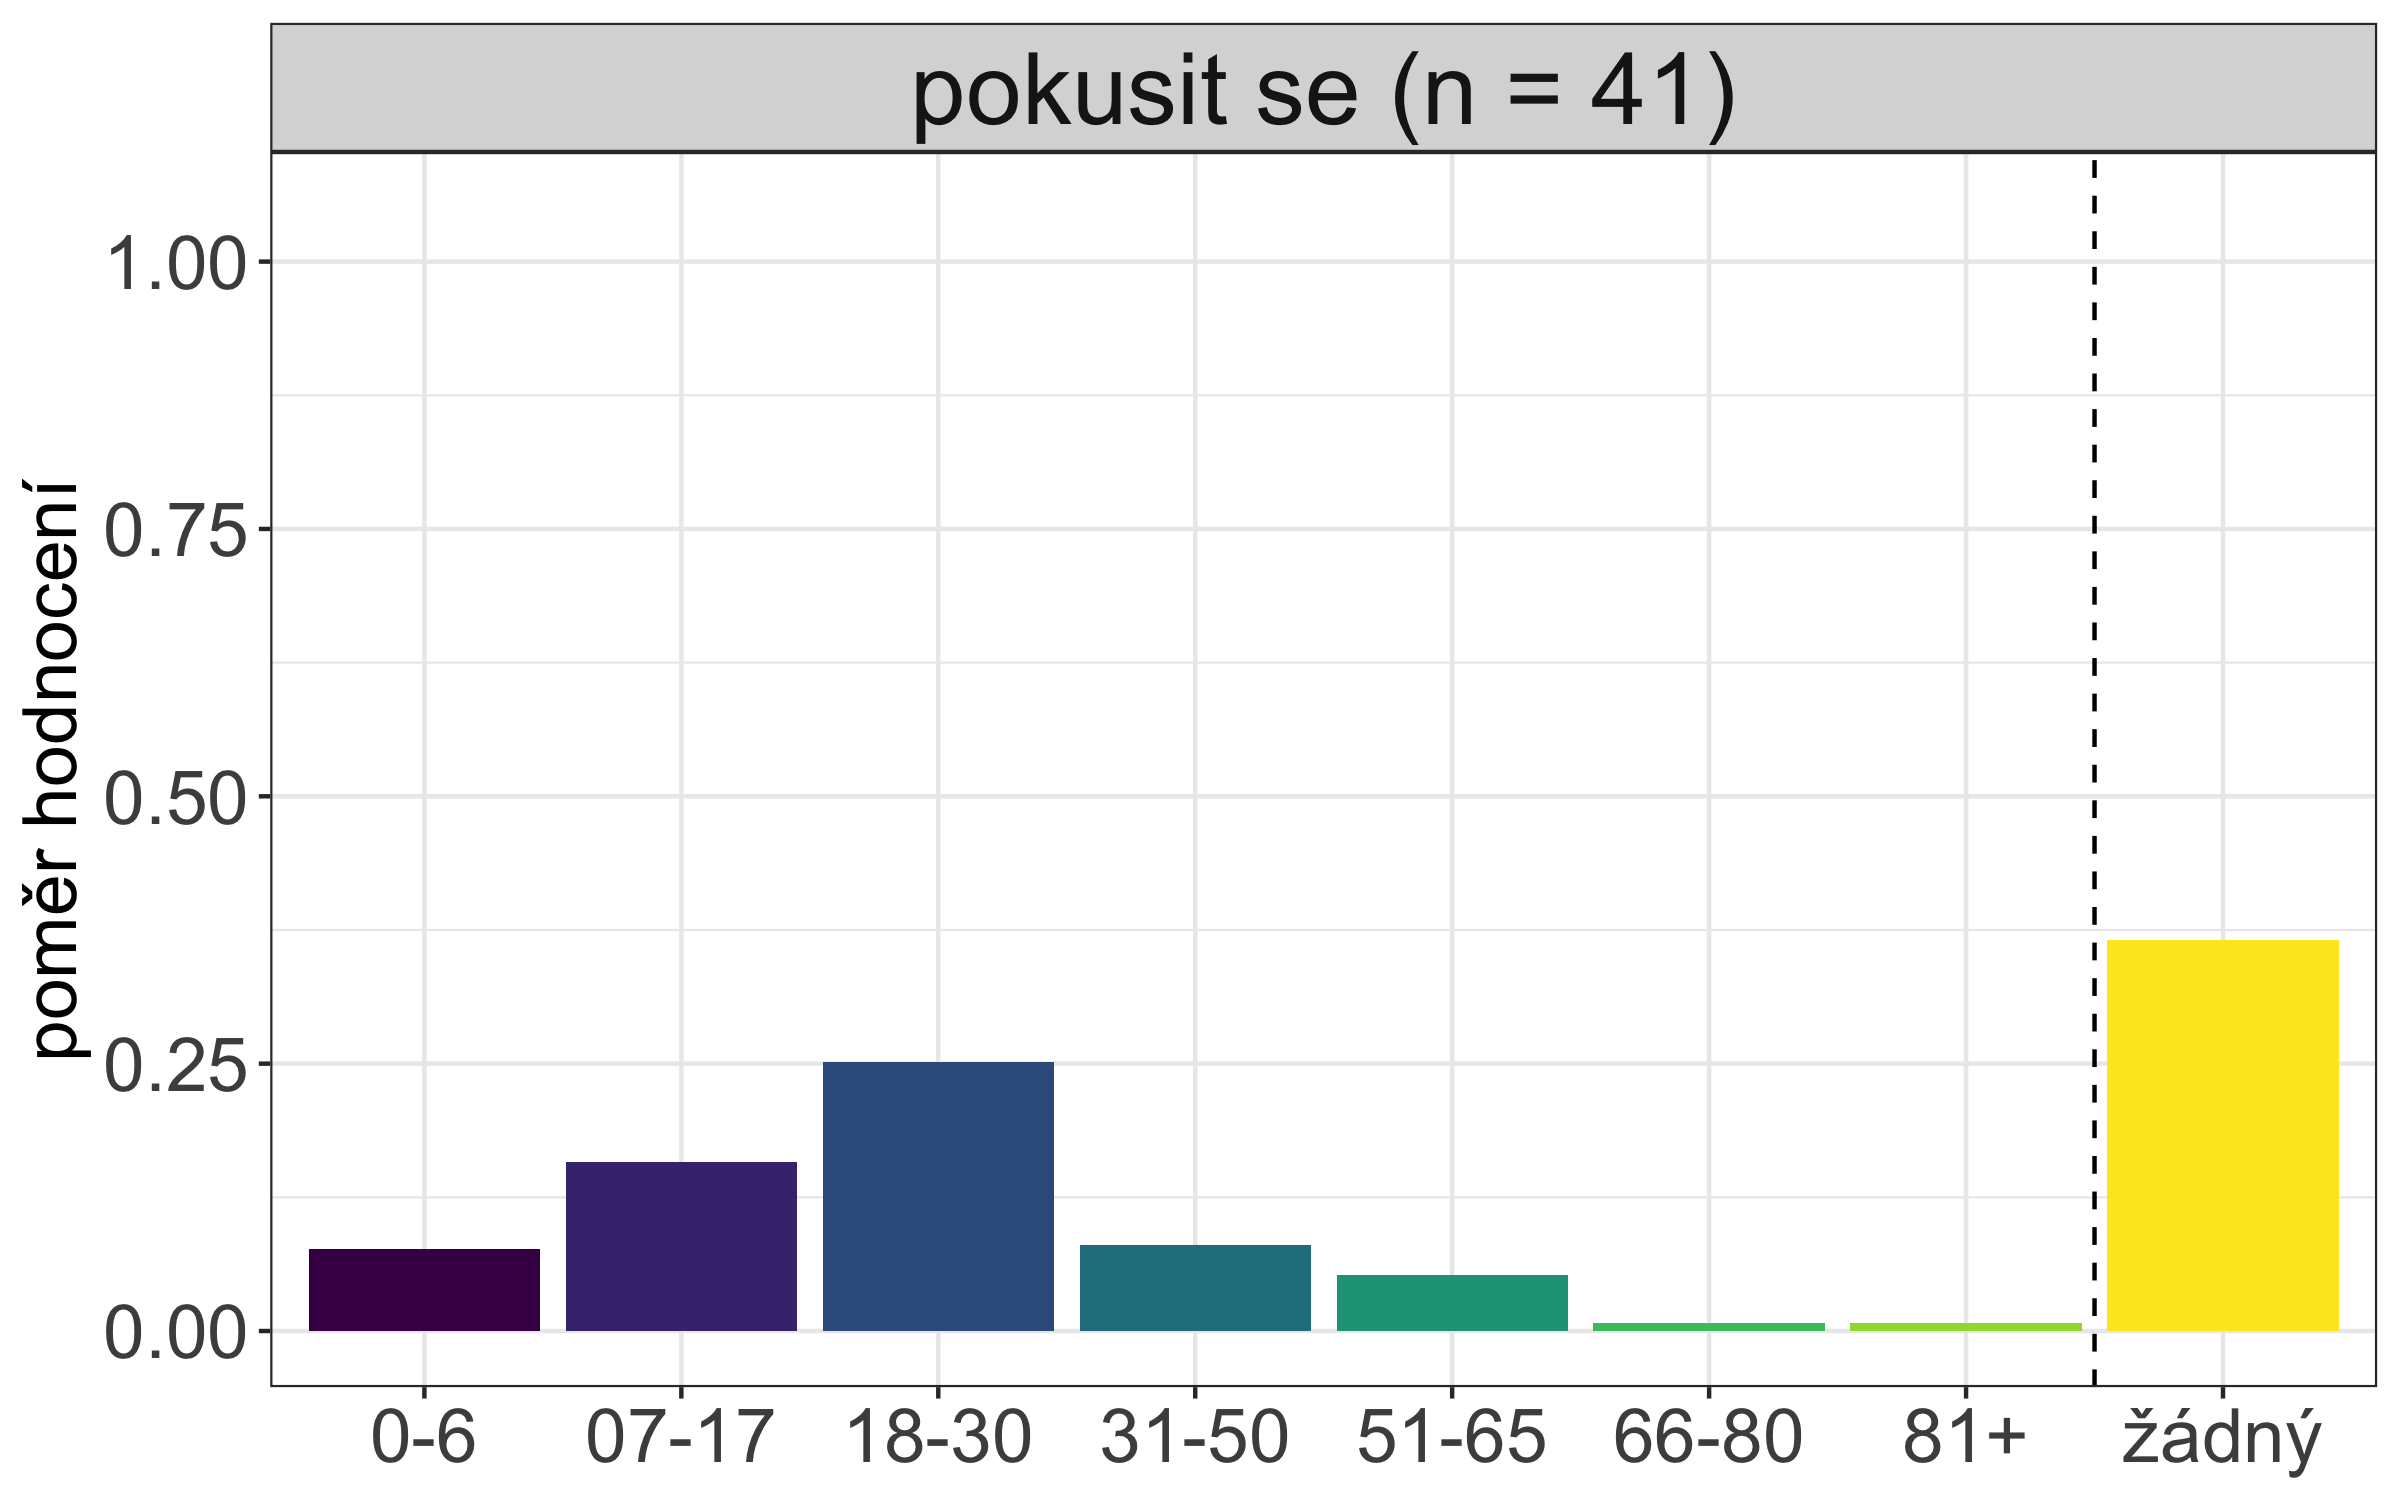 pokusit se (n = 41)
poměr hodnocení
1.00
0.75
0.50
0.25
0.00
0-6 07-17 18-30 31-50 51-65 66-80 81+ žádný